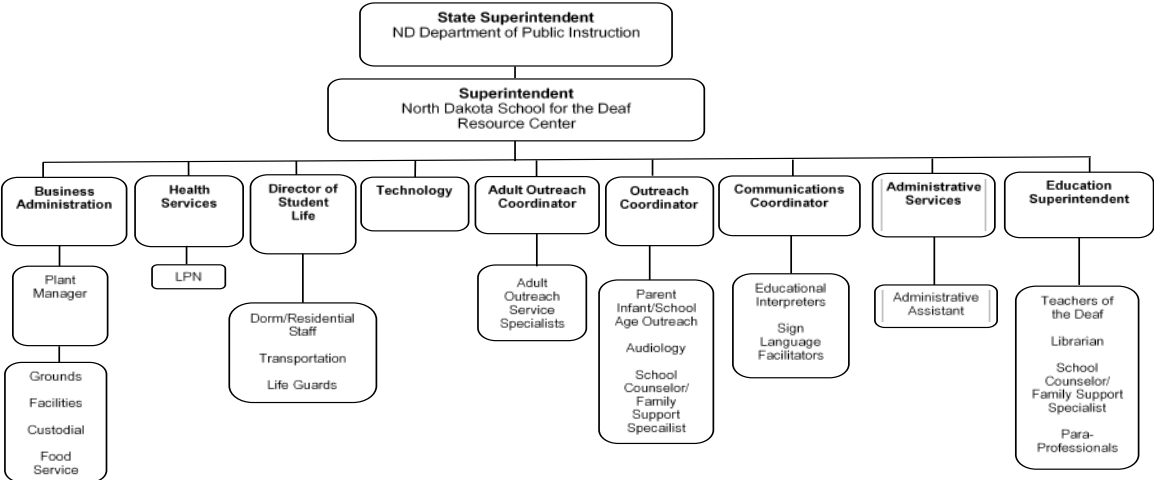 State Superintendent
ND Department of Public Instruction
Superintendent
North Dakota School for the Deaf
Resource Center
Business
Administration
Health
Services
Director of
Student
Life
Technology
Adult Outreach
Coordinator
Outreach
Coordinator
Communications
Coordinator
Administrative
Services
Education
Superintendent
Plant
Manager
LPN
Dorm/Residential
Staff
Transportation
Life Guards
Adult
Outreach
Service
Specialists
Parent
Infant/School
Age Outreach
Audiology
School
Counselor/
Family
Support
Specailist
Educational
Interpreters
Sign
Language
Facilitators
Administrative
Assistant
Teachers of
the Deaf
Librarian
School
Counselor/
Family Support
Specialist
Para-
Professionals
Grounds
Facilities
Custodial
Food
Service